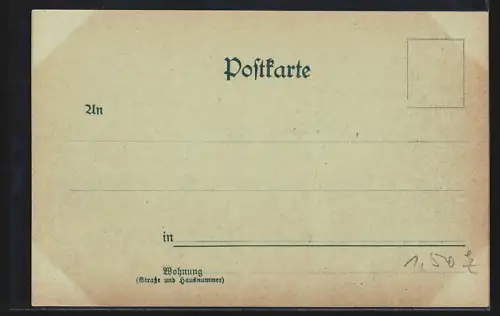 Poſtkarte
An
in
Wohnung
(Straße und Hausnummer)
1,50